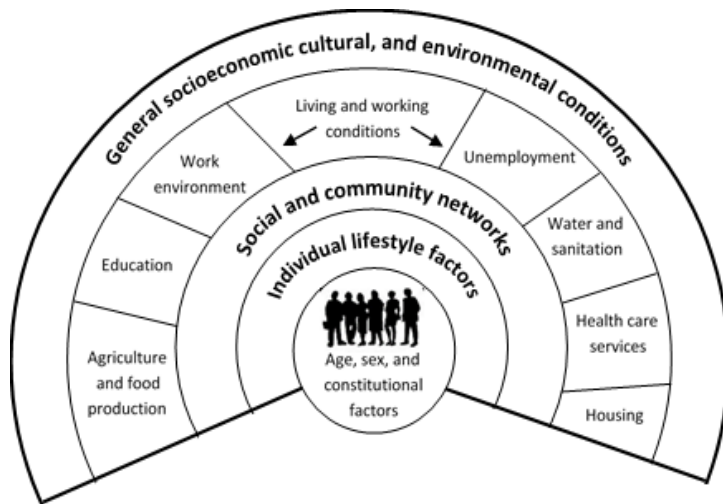 General socioeconomic cultural, and environmental conditions
Living and working
conditions
Work
environment
Unemployment
Education
Water and
sanitation
Agriculture
and food
production
Health care
services
Housing
Social and community networks
Individual lifestyle factors
Age, sex, and
constitutional
factors